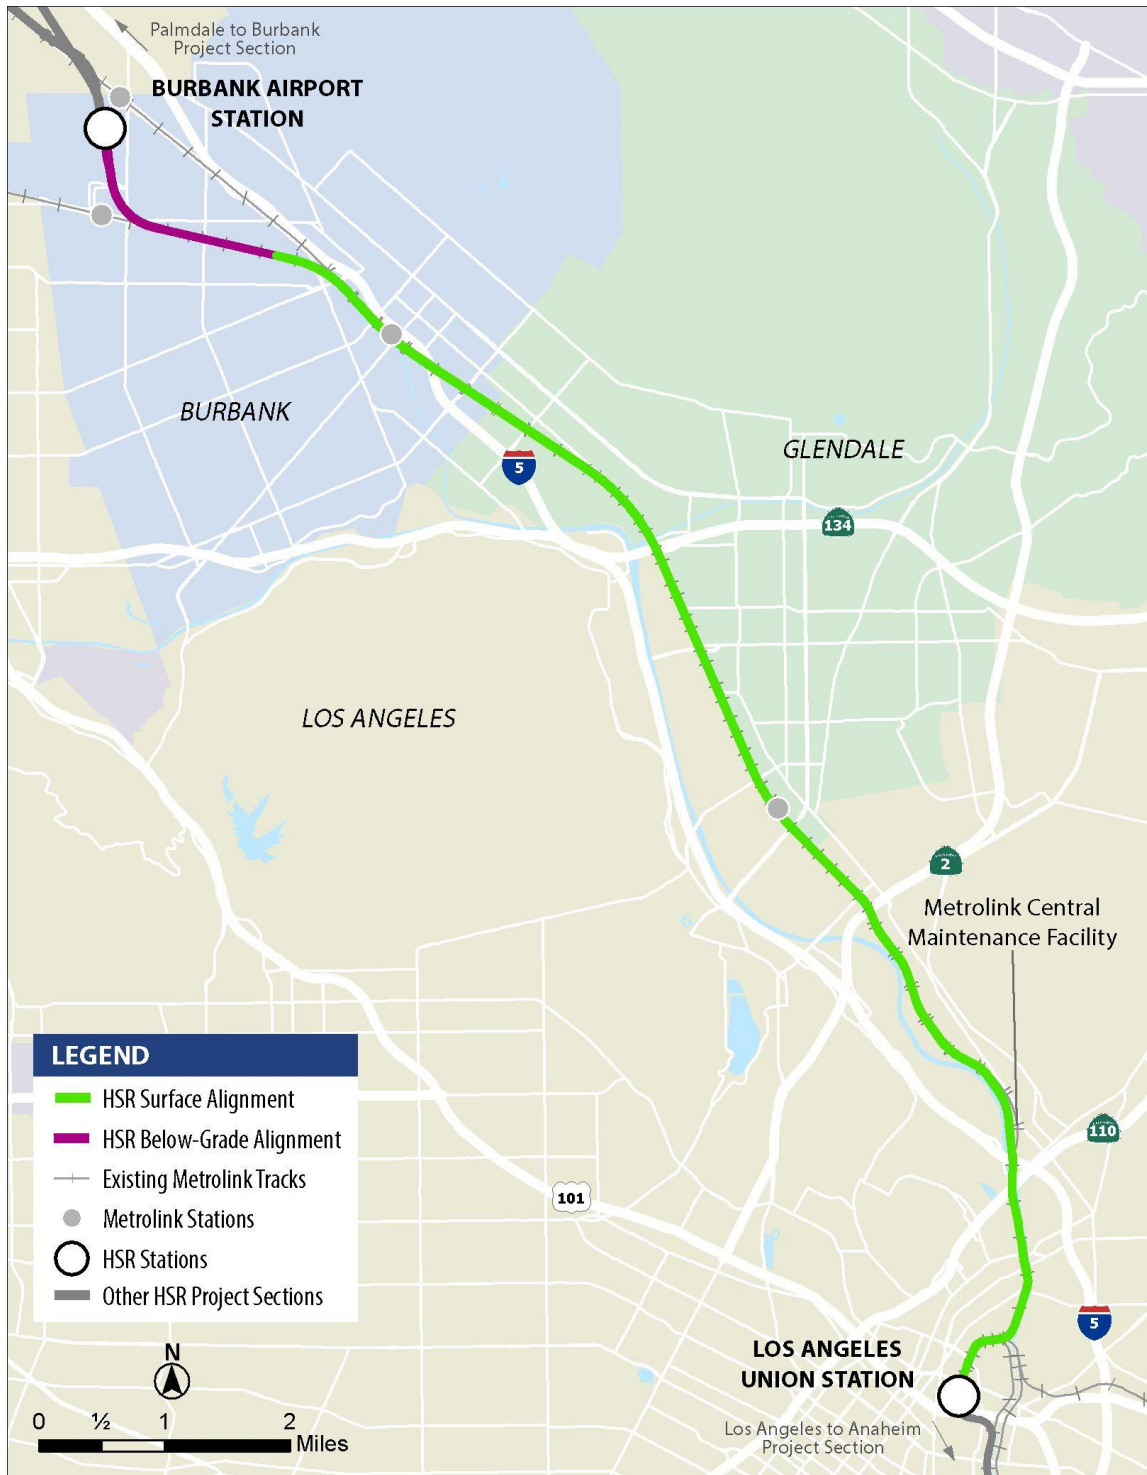 Palmdale to Burbank
Project Section
BURBANK AIRPORT
STATION
BURBANK
GLENDALE
5
134
LOS ANGELES
2
Metrolink Central
Maintenance Facility
LEGEND
HSR Surface Alignment
HSR Below-Grade Alignment
Existing Metrolink Tracks
Metrolink Stations
HSR Stations
Other HSR Project Sections
110
101
5
N
0 ½ 1 2
Miles
LOS ANGELES
UNION STATION
Los Angeles to Anaheim
Project Section